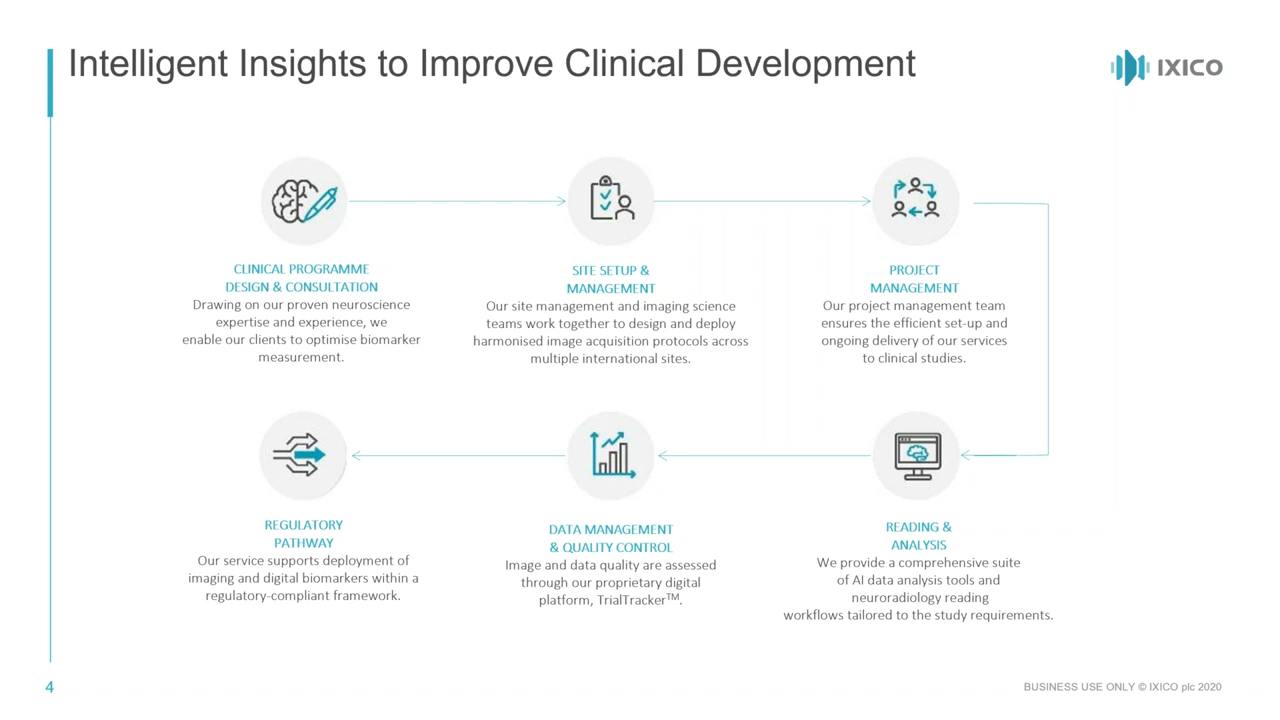 Intelligent Insights to Improve Clinical Development
IXICO
CLINICAL PROGRAMME
DESIGN & CONSULTATION
Drawing on our proven neuroscience
expertise and experience, we
enable our clients to optimise biomarker
measurement.
SITE SETUP &
MANAGEMENT
Our site management and imaging science
teams work together to design and deploy
harmonised image acquisition protocols across
multiple international sites.
PROJECT
MANAGEMENT
Our project management team
ensures the efficient set-up and
ongoing delivery of our services
to clinical studies.
REGULATORY
PATHWAY
Our service supports deployment of
imaging and digital biomarkers within a
regulatory-compliant framework.
DATA MANAGEMENT
& QUALITY CONTROL
Image and data quality are assessed
through our proprietary digital
platform, TrialTracker™.
READING &
ANALYSIS
We provide a comprehensive suite
of AI data analysis tools and
neuroradiology reading
workflows tailored to the study requirements.
4
BUSINESS USE ONLY © IXICO plc 2020